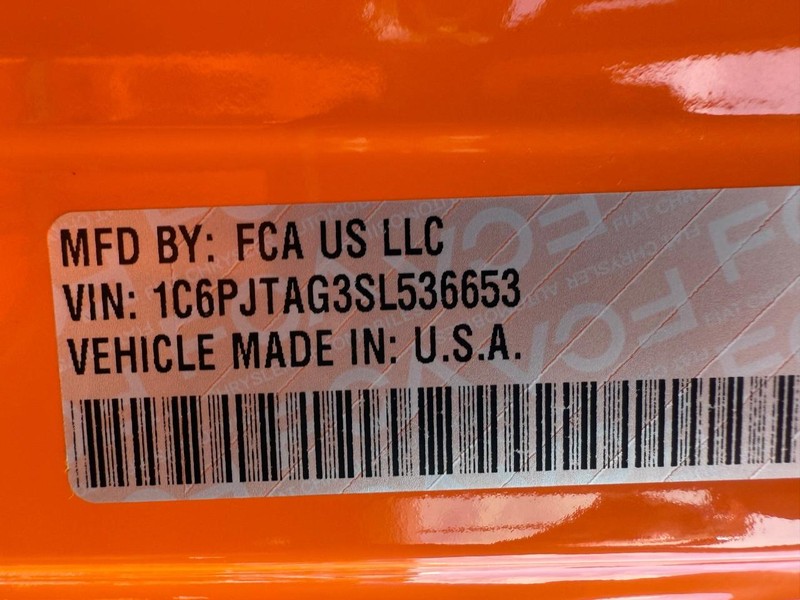 MFD BY: FCA US LLC
VIN: 1C6PJTAG3SL536653
VEHICLE MADE IN: U.S.A.